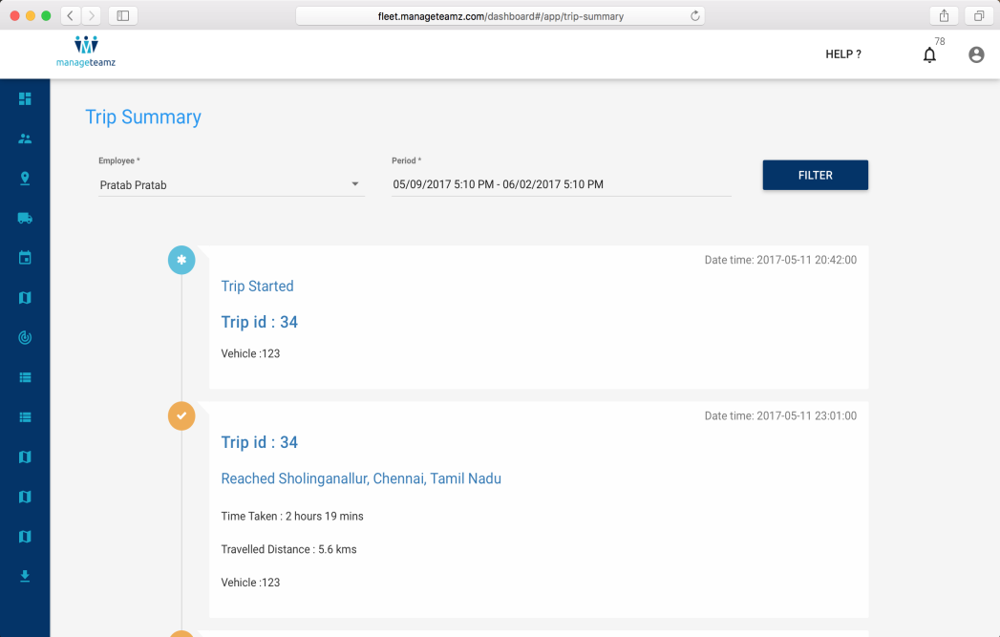 fleet.manageteamz.com/dashboard#/app/trip-summary
manageteamz
HELP ?
78
Trip Summary
Employee *
Period *
Pratab Pratab
05/09/2017 5:10 PM - 06/02/2017 5:10 PM
FILTER
Date time: 2017-05-11 20:42:00
Trip Started
Trip id : 34
Vehicle :123
Date time: 2017-05-11 23:01:00
Trip id : 34
Reached Sholinganallur, Chennai, Tamil Nadu
Time Taken : 2 hours 19 mins
Travelled Distance : 5.6 kms
Vehicle :123